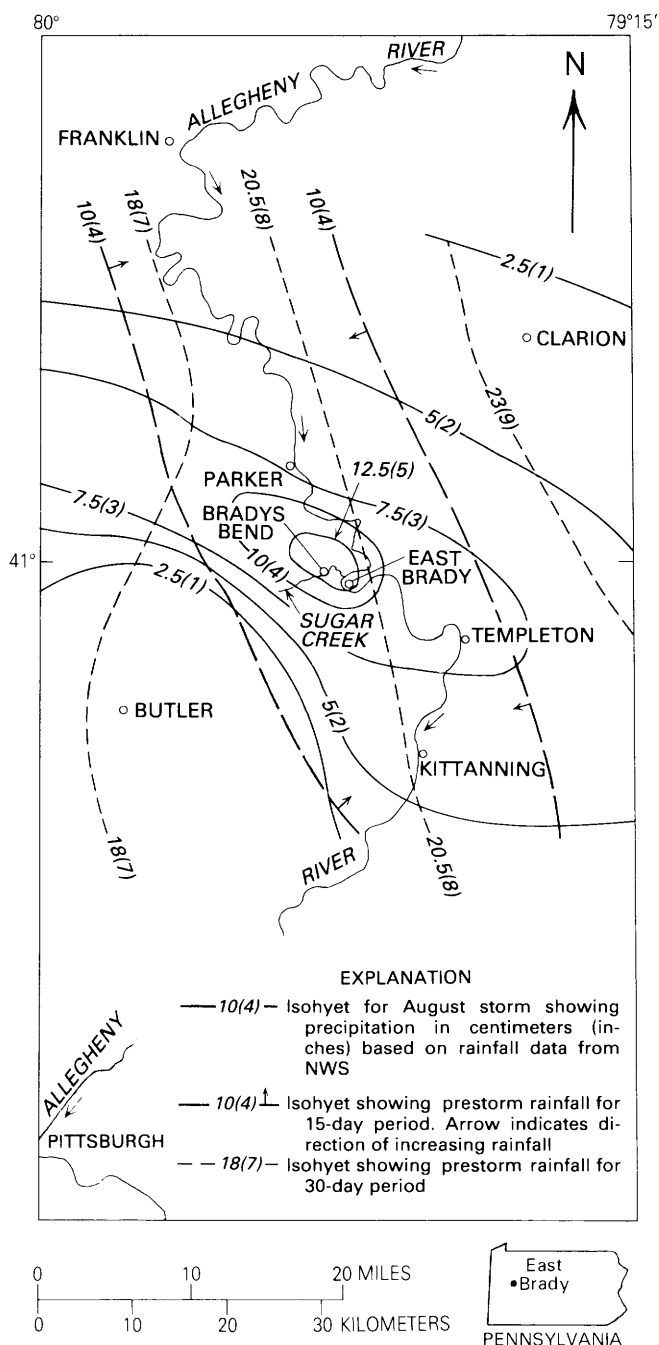 80°
79°15'
RIVER
ALLEGHENY
N
FRANKLIN
10(4)
18(7)
20.5(8)
10(4)
2.5(1)
CLARION
23(9)
5(2)
PARKER
12.5(5)
7.5(3)
7.5(3)
BRADYS
BEND
41°
10(4)
EAST
BRADY
2.5(1)
SUGAR
CREEK
TEMPLETON
BUTLER
5(2)
KITTANNING
18(7)
RIVER
20.5(8)
EXPLANATION
10(4) Isohyet for August storm showing
precipitation in centimeters (in-
ches) based on rainfall data from
NWS
10(4) Isohyet showing prestorm rainfall for
15-day period. Arrow indicates di-
rection of increasing rainfall
18(7) Isohyet showing prestorm rainfall for
30-day period
ALLEGHENY
PITTSBURGH
0 10 20 MILES
0 10 20 30 KILOMETERS
East
Brady
PENNSYLVANIA